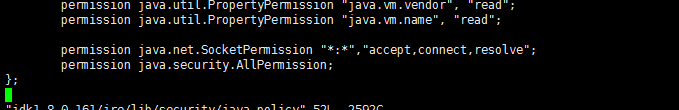 permission java.util.PropertyPermission "java.vm.vendor", "read";
permission java.util.PropertyPermission "java.vm.name", "read";
permission java.net.SocketPermission "*:*","accept,connect,resolve";
permission java.security.AllPermission;
};
"jdk1.8.0_161/jre/lib/security/java.policy" 52L, 2592C